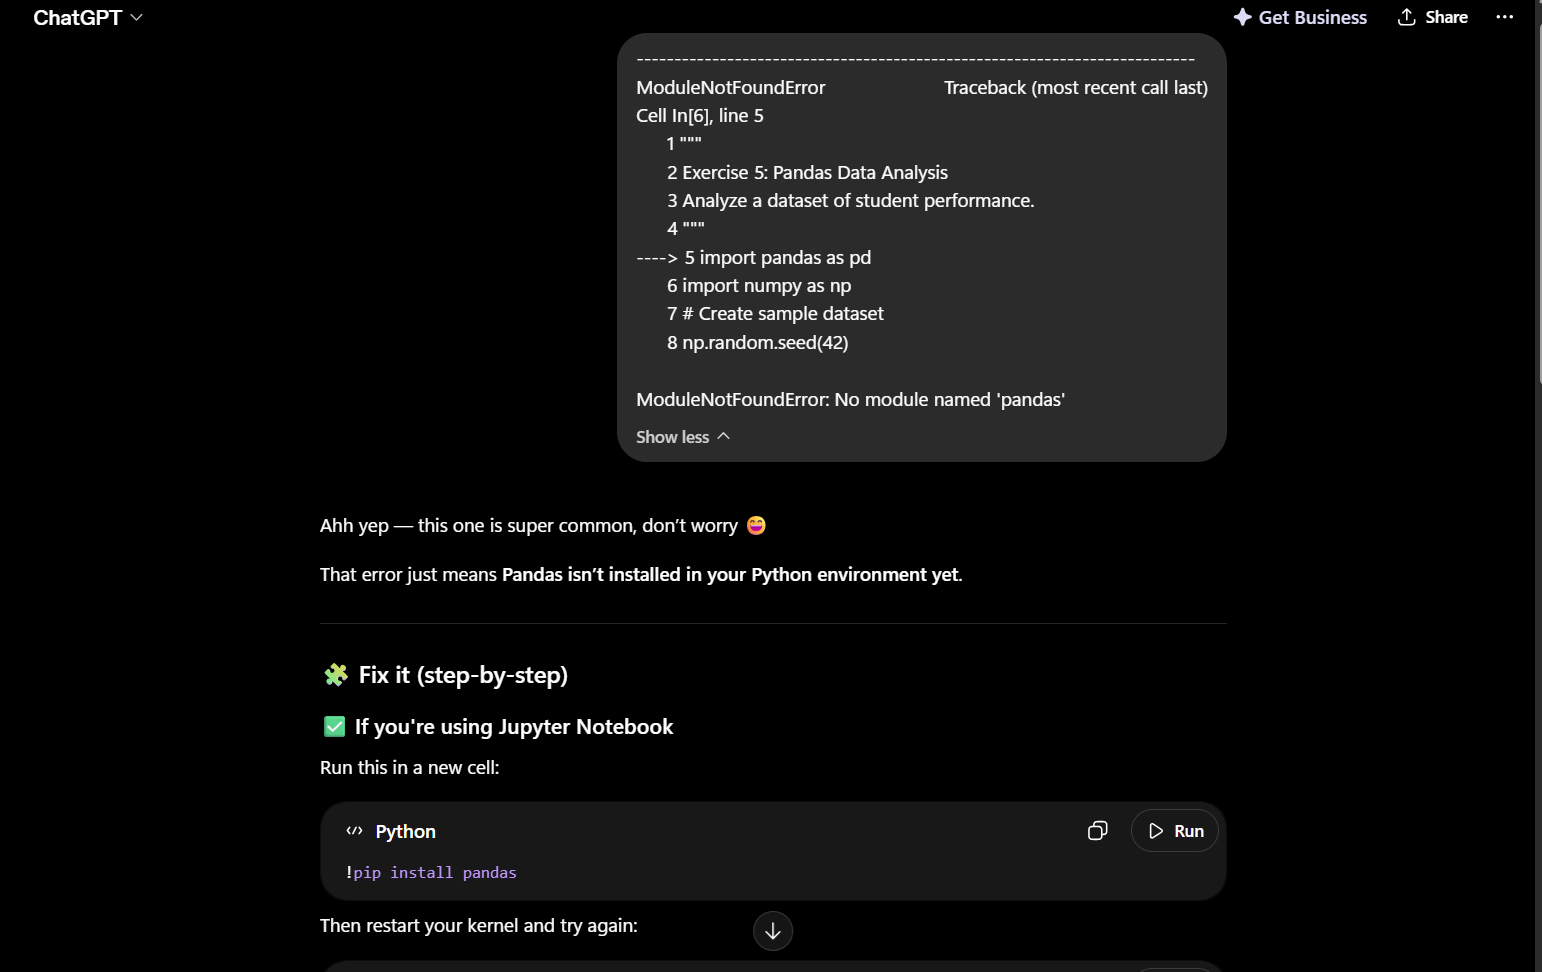 ChatGPT
Get Business
Share
---------------------------------------------------------------------------
ModuleNotFoundError                       Traceback (most recent call last)
Cell In[6], line 5
      1 """
      2 Exercise 5: Pandas Data Analysis
      3 Analyze a dataset of student performance.
      4 """
----> 5 import pandas as pd
      6 import numpy as np
      7 # Create sample dataset
      8 np.random.seed(42)
ModuleNotFoundError: No module named 'pandas'
Show less
Ahh yep — this one is super common, don’t worry 😄
That error just means Pandas isn’t installed in your Python environment yet.
🧩 Fix it (step-by-step)
✅ If you're using Jupyter Notebook
Run this in a new cell:
Python
Run
!pip install pandas
Then restart your kernel and try again: